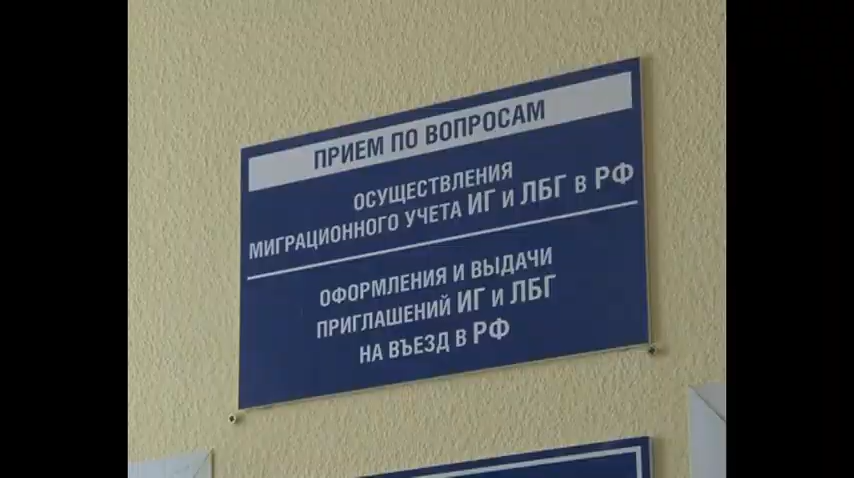 ПРИЕМ ПО ВОПРОСАМ
ОСУЩЕСТВЛЕНИЯ
МИГРАЦИОННОГО УЧЕТА ИГ и ЛБГ в РФ
ОФОРМЛЕНИЯ И ВЫДАЧИ
ПРИГЛАШЕНИЙ ИГ и ЛБГ
НА ВЪЕЗД В РФ